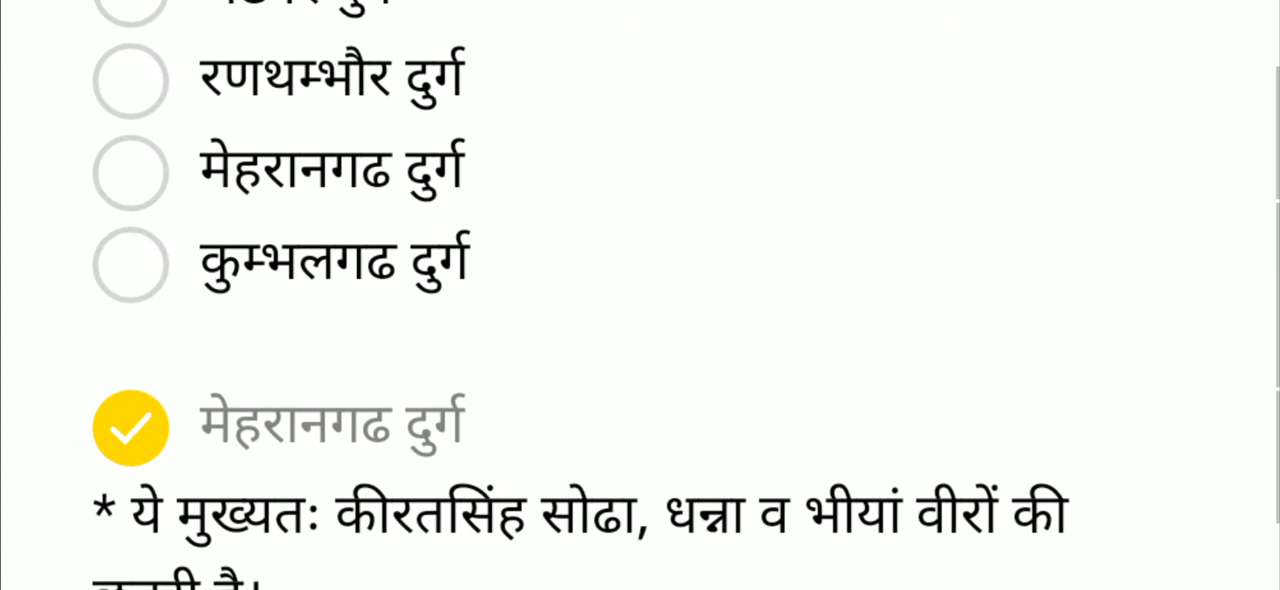 रणथम्भौर दुर्ग
मेहरानगढ दुर्ग
कुम्भलगढ दुर्ग
मेहरानगढ दुर्ग
* ये मुख्यतः कीरतसिंह सोढा, धन्ना व भीयां वीरों की